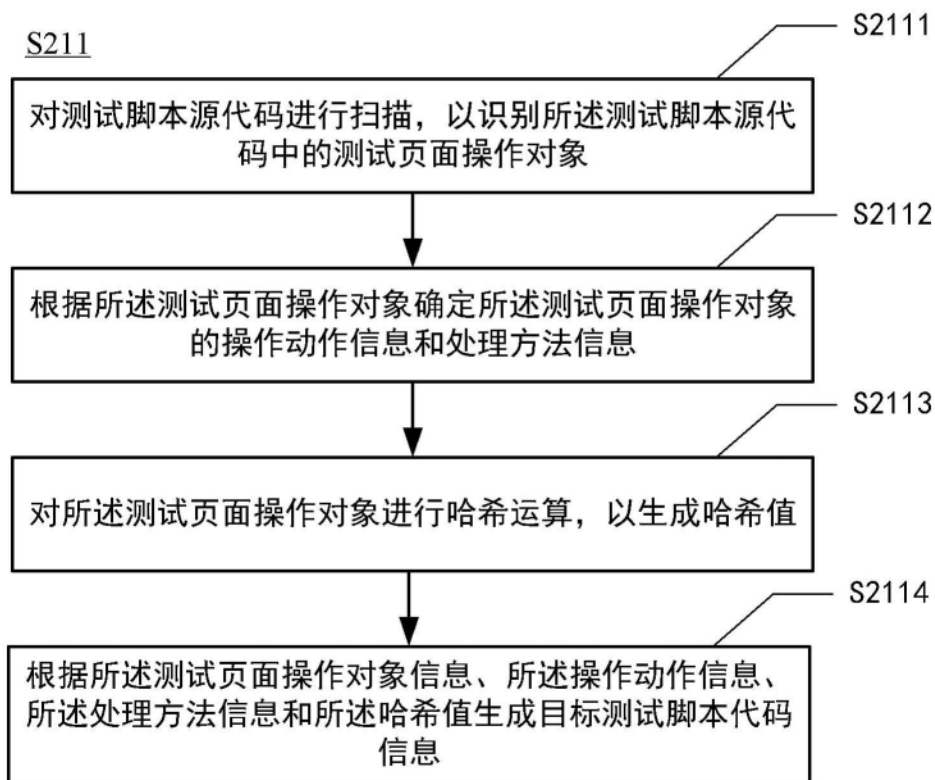 S211
S2111
对测试脚本源代码进行扫描，以识别所述测试脚本源代
码中的测试页面操作对象
S2112
根据所述测试页面操作对象确定所述测试页面操作对象
的操作动作信息和处理方法信息
S2113
对所述测试页面操作对象进行哈希运算，以生成哈希值
S2114
根据所述测试页面操作对象信息、所述操作动作信息、
所述处理方法信息和所述哈希值生成目标测试脚本代码
信息